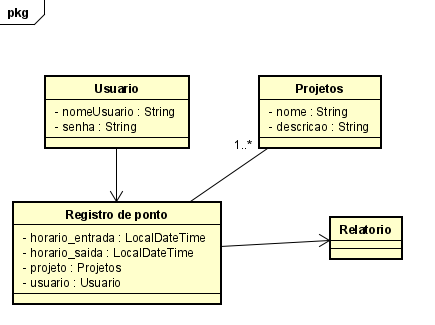 pkg
Usuario
- nomeUsuario : String
- senha : String
Projetos
- nome : String
- descricao : String
1..*
Registro de ponto
- horario_entrada : LocalDateTime
- horario_saida : LocalDateTime
- projeto : Projetos
- usuario : Usuario
Relatorio